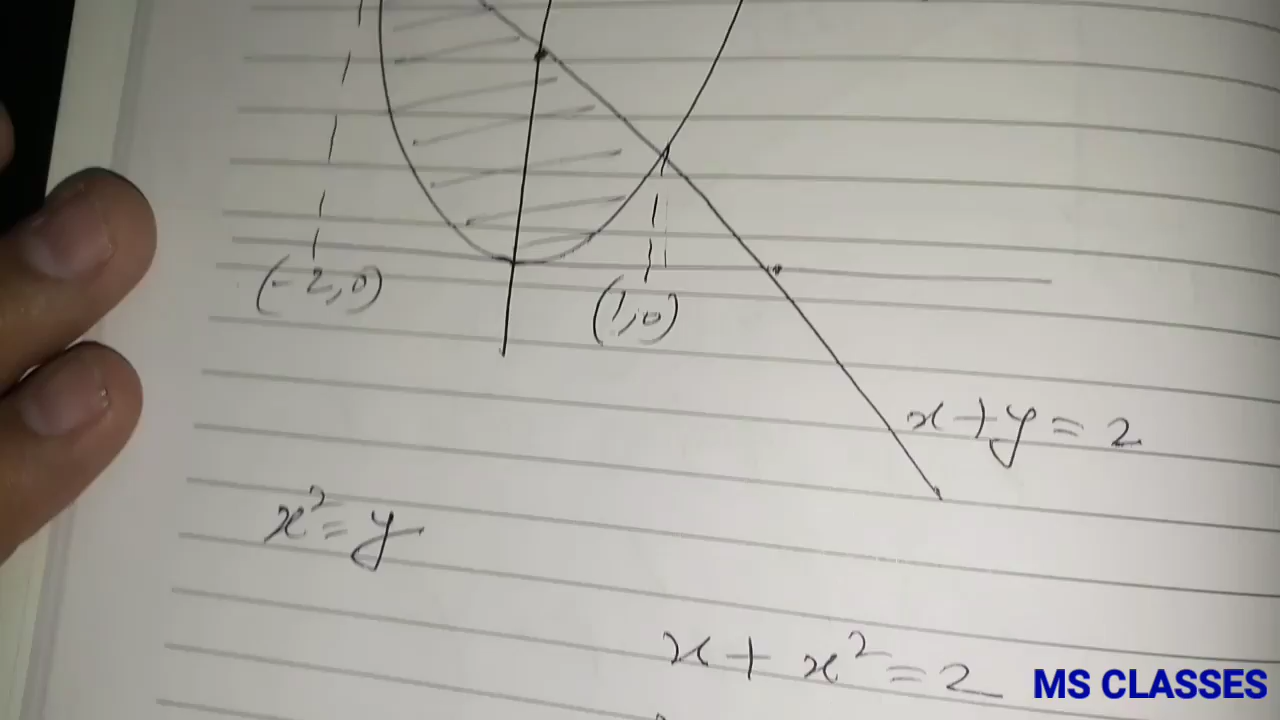 (-2,0)
(1,0)
x+y=2
x²=y
x+x²=2
MS CLASSES